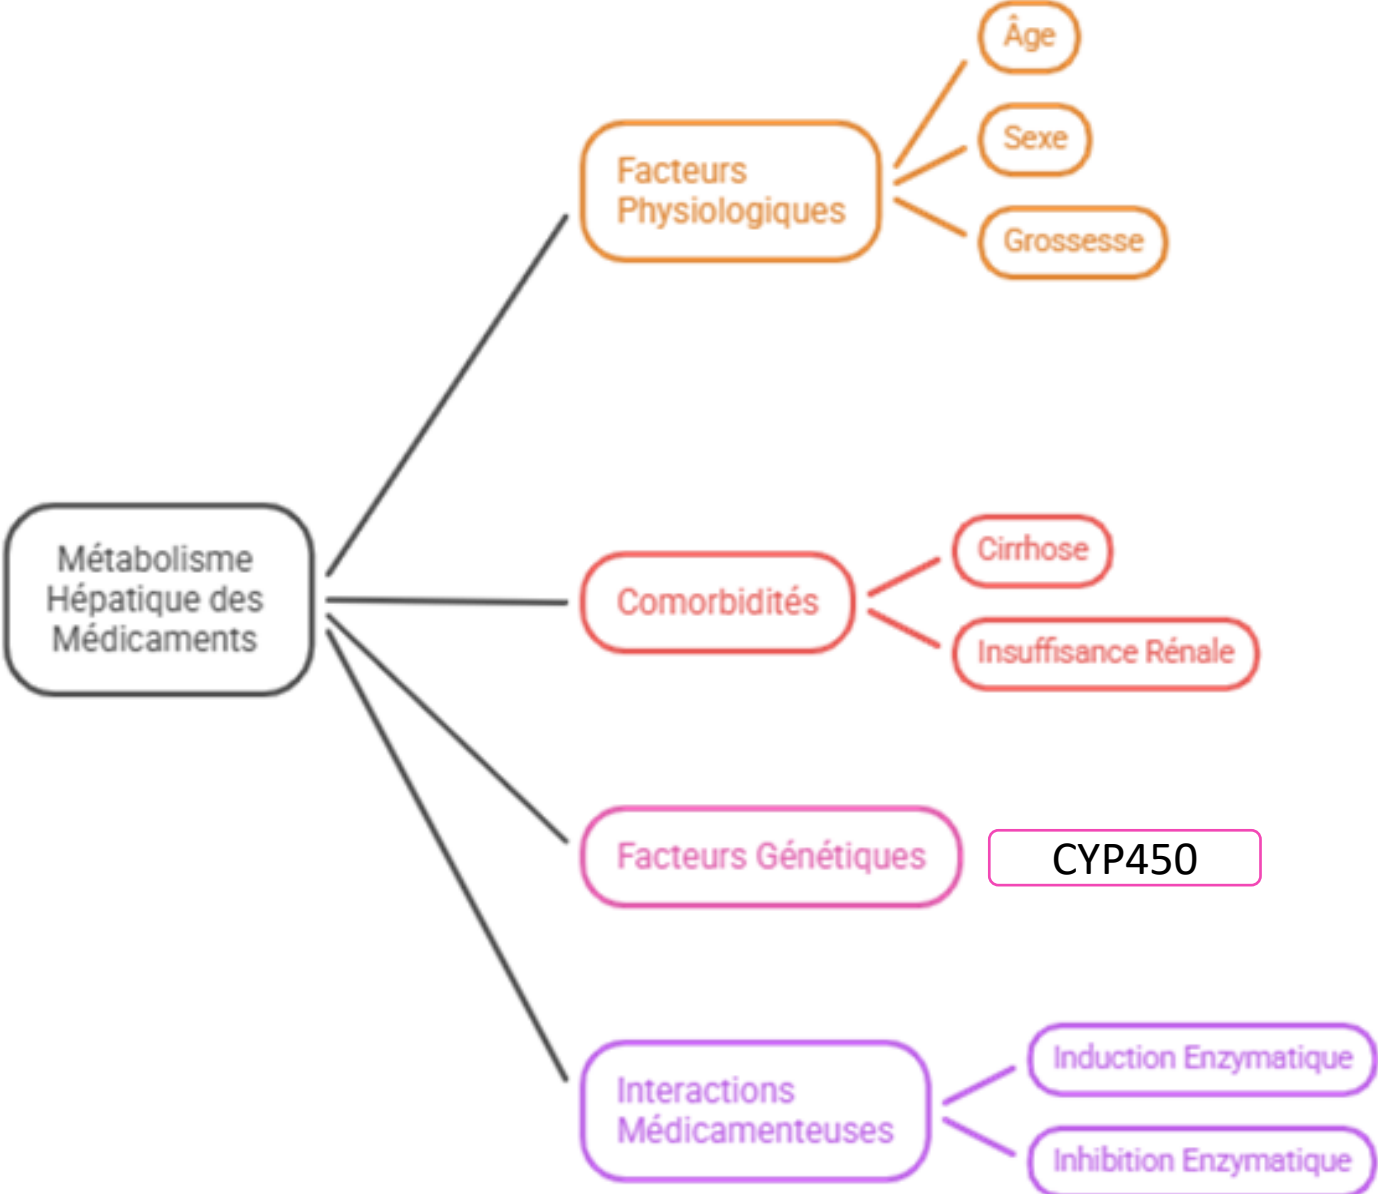 Âge
Sexe
Grossesse
Facteurs
Physiologiques
Métabolisme
Hépatique des
Médicaments
Cirrhose
Insuffisance Rénale
Comorbidités
Facteurs Génétiques
CYP450
Interactions
Médicamenteuses
Induction Enzymatique
Inhibition Enzymatique